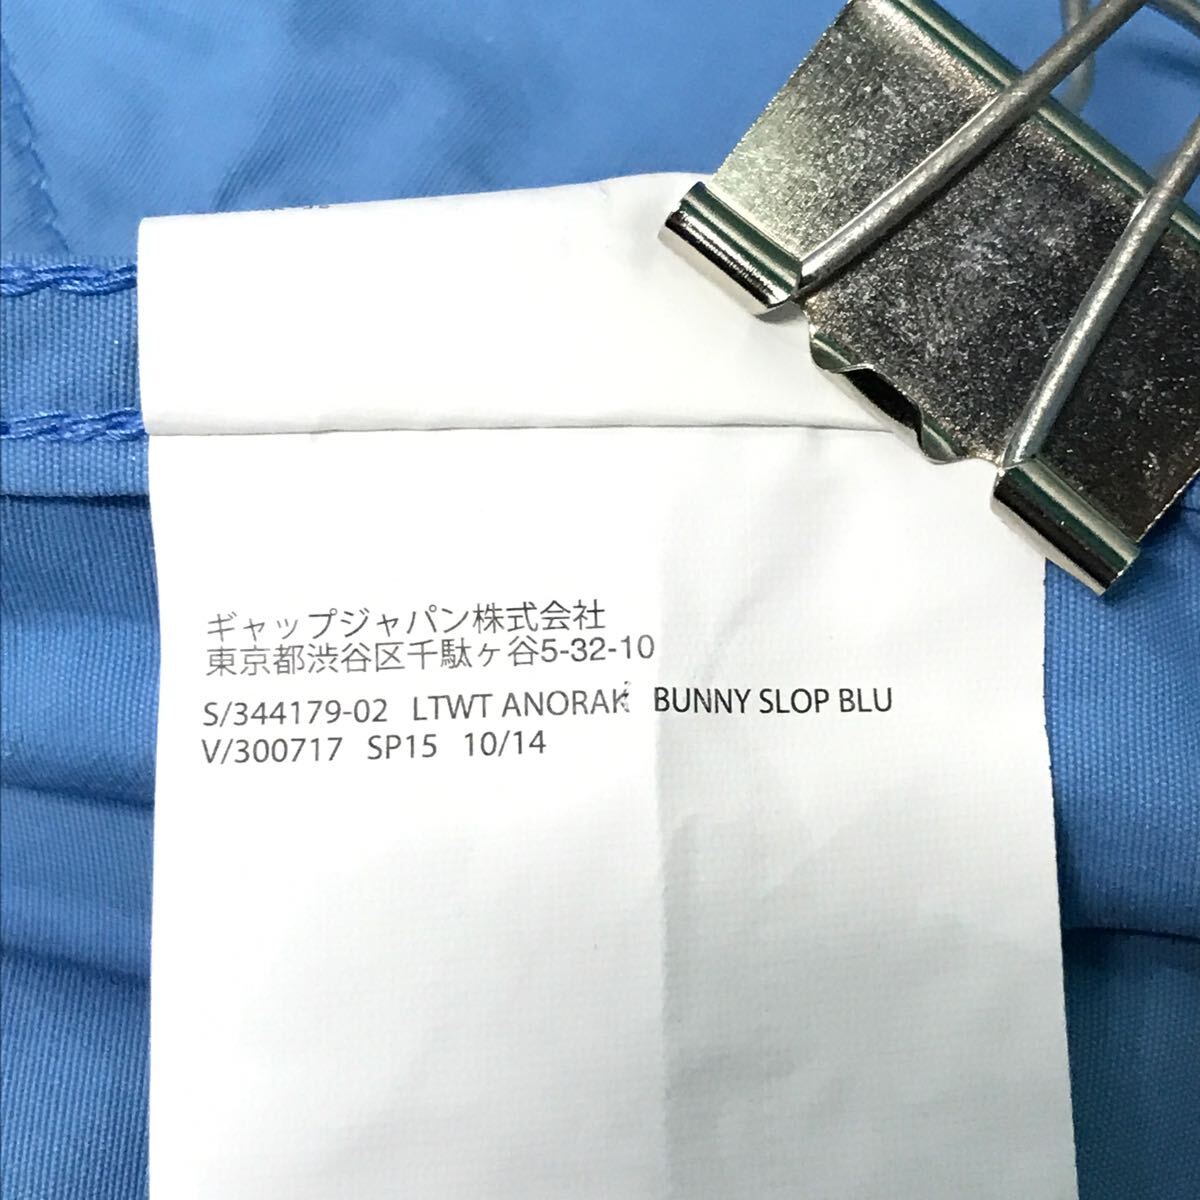 ギャップジャパン株式会社
東京都渋谷区千駄ヶ谷5-32-10
S/344179-02 LTWT ANORAK BUNNY SLOP BLU
V/300717 SP15 10/14